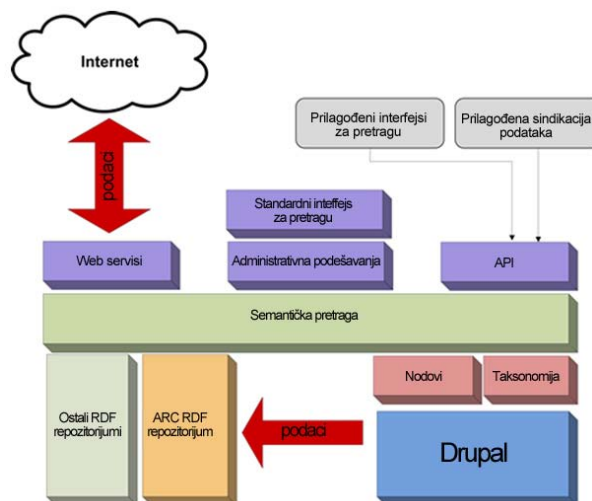 Internet
podaci
Prilagođeni interfejsi
za pretragu
Prilagođena sindikacija
podataka
Standardni inteffejs
za pretragu
Web servisi
Administrativna podešavanja
API
Semantička pretraga
Ostali RDF
repozitorijumi
ARC RDF
repozitorijum
podaci
Nodovi
Taksonomija
Drupal